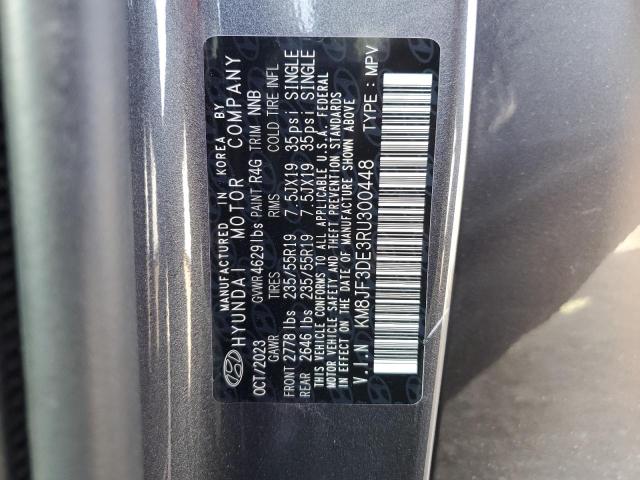 MANUFACTURED IN KOREA BY
HYUNDAI MOTOR COMPANY
OCT/2023 GVWR 4629 lbs PAINT R4G TRIM NNB
GAWR TIRES RIMS COLD TIRE INFL
FRONT 2778 lbs 235/55R19 7.5JX19 35psi SINGLE
REAR 2646 lbs 235/55R19 7.5JX19 35psi SINGLE
THIS VEHICLE CONFORMS TO ALL APPLICABLE U.S.A. FEDERAL
MOTOR VEHICLE SAFETY AND THEFT PREVENTION STANDARDS
IN EFFECT ON THE DATE OF MANUFACTURE SHOWN ABOVE.
V.I.N KM8JF3DE3RU300448 TYPE : MPV